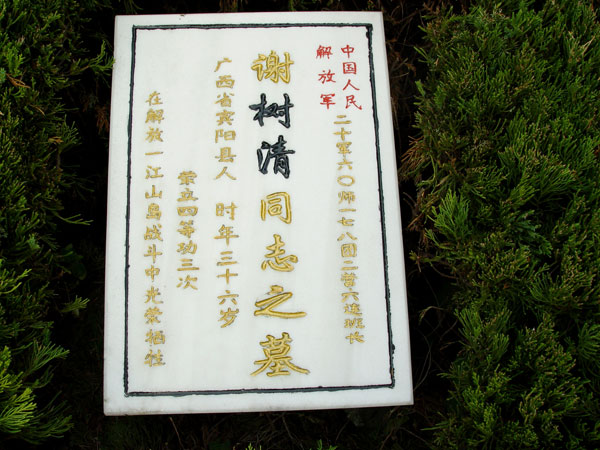 中国人民
解放军
二十军六〇师一七八团二营六连班长
谢树清同志之墓
广西省宾阳县人 时年三十六岁
荣立四等功三次
在解放一江山岛战斗中光荣牺牲